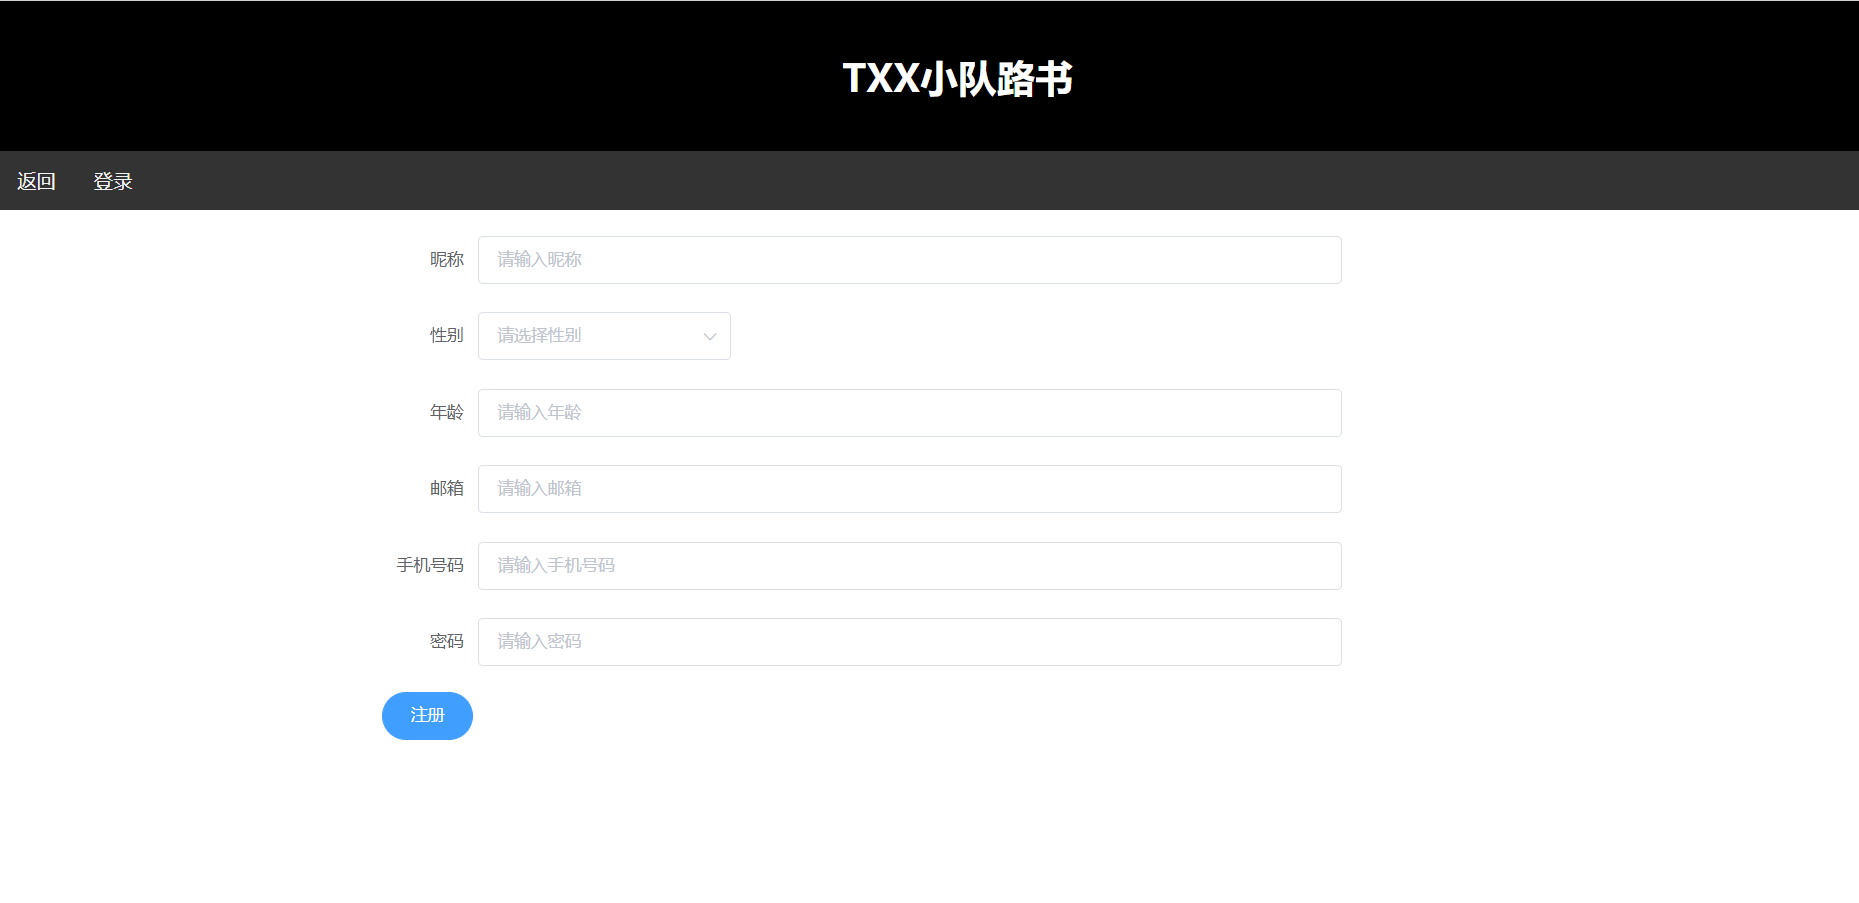 TXX小队路书
返回 登录
昵称 请输入昵称
性别 请选择性别
年龄 请输入年龄
邮箱 请输入邮箱
手机号码 请输入手机号码
密码 请输入密码
注册